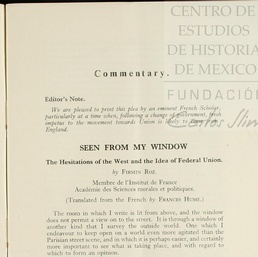 CENTRO DE
ESTUDIOS
DE HISTORIA
DE MEXICO
FUNDACIÓN
Carlos Slim
Commentary.
Editor's Note.
We are pleased to print this plea by an eminent French Scholar,
particularly at a time when, following a change of government, fresh
impetus to the movement towards Union is likely to come from
England.
SEEN FROM MY WINDOW
The Hesitations of the West and the Idea of Federal Union.
by FIRMIN ROZ.
Membre de l'Institut de France
Académie des Sciences morales et politiques.
(Translated from the French by FRANCES HUME.)
The room in which I write is lit from above, and the window
does not permit a view on to the street. It is through a window of
another kind that I survey the outside world. One which I
endeavour to keep open on a world even more agitated than the
Parisian street scene, and in which it is perhaps easier, and certainly
more important to see what is taking place, and with regard to
which to form an opinion.